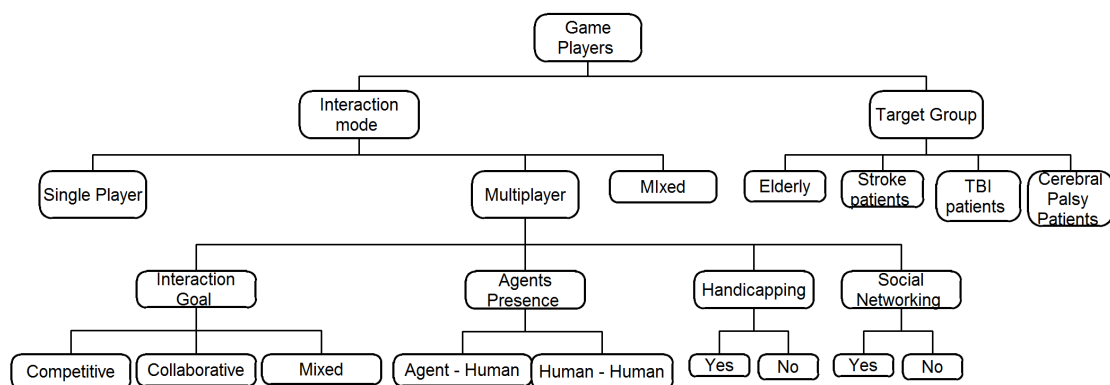 Game
Players
Interaction
mode
Target Group
Single Player
Multiplayer
MIxed
Elderly
Stroke
patients
TBI
patients
Cerebral
Palsy
Patients
Interaction
Goal
Agents
Presence
Handicapping
Social
Networking
Competitive
Collaborative
Mixed
Agent - Human
Human - Human
Yes
No
Yes
No